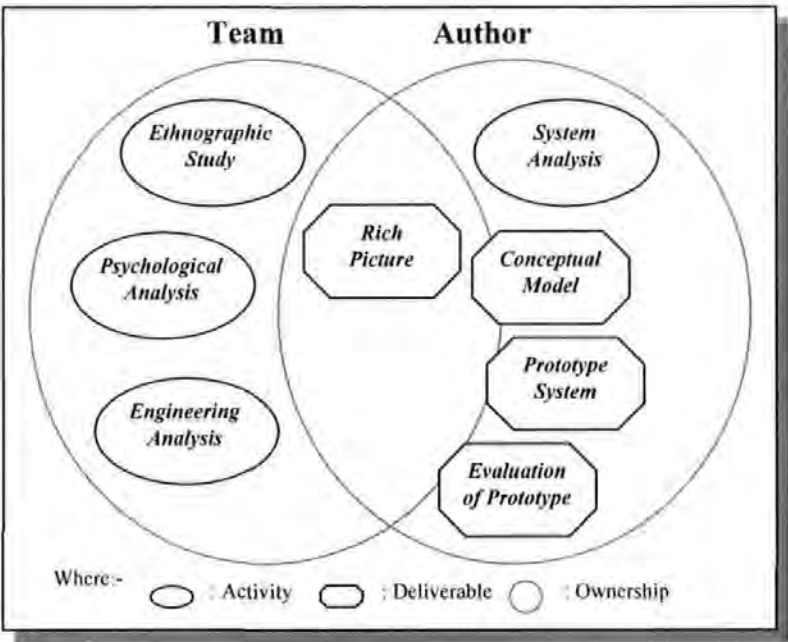 Team
Author
Ethnographic
Study
System
Analysis
Rich
Picture
Psychological
Analysis
Conceptual
Model
Prototype
System
Engineering
Analysis
Evaluation
of Prototype
Where:-
: Activity
: Deliverable
: Ownership